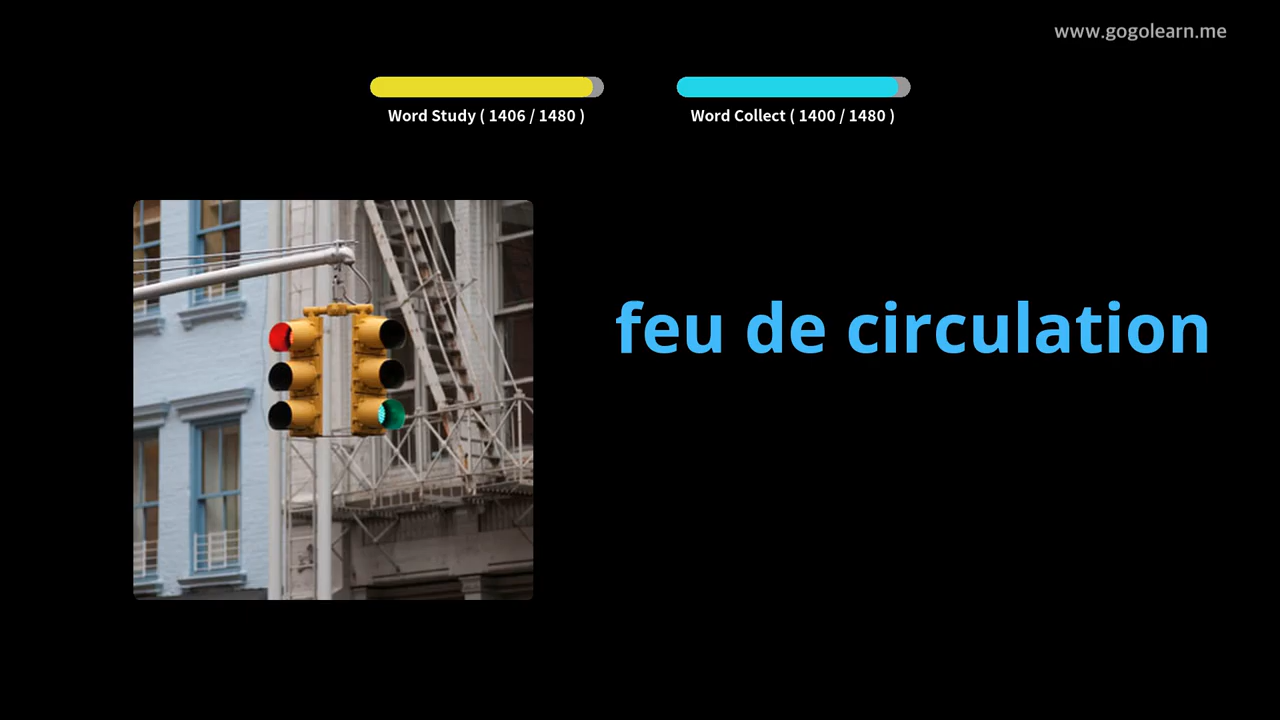 www.gogolearn.me
Word Study ( 1406 / 1480 )
Word Collect ( 1400 / 1480 )
feu de circulation